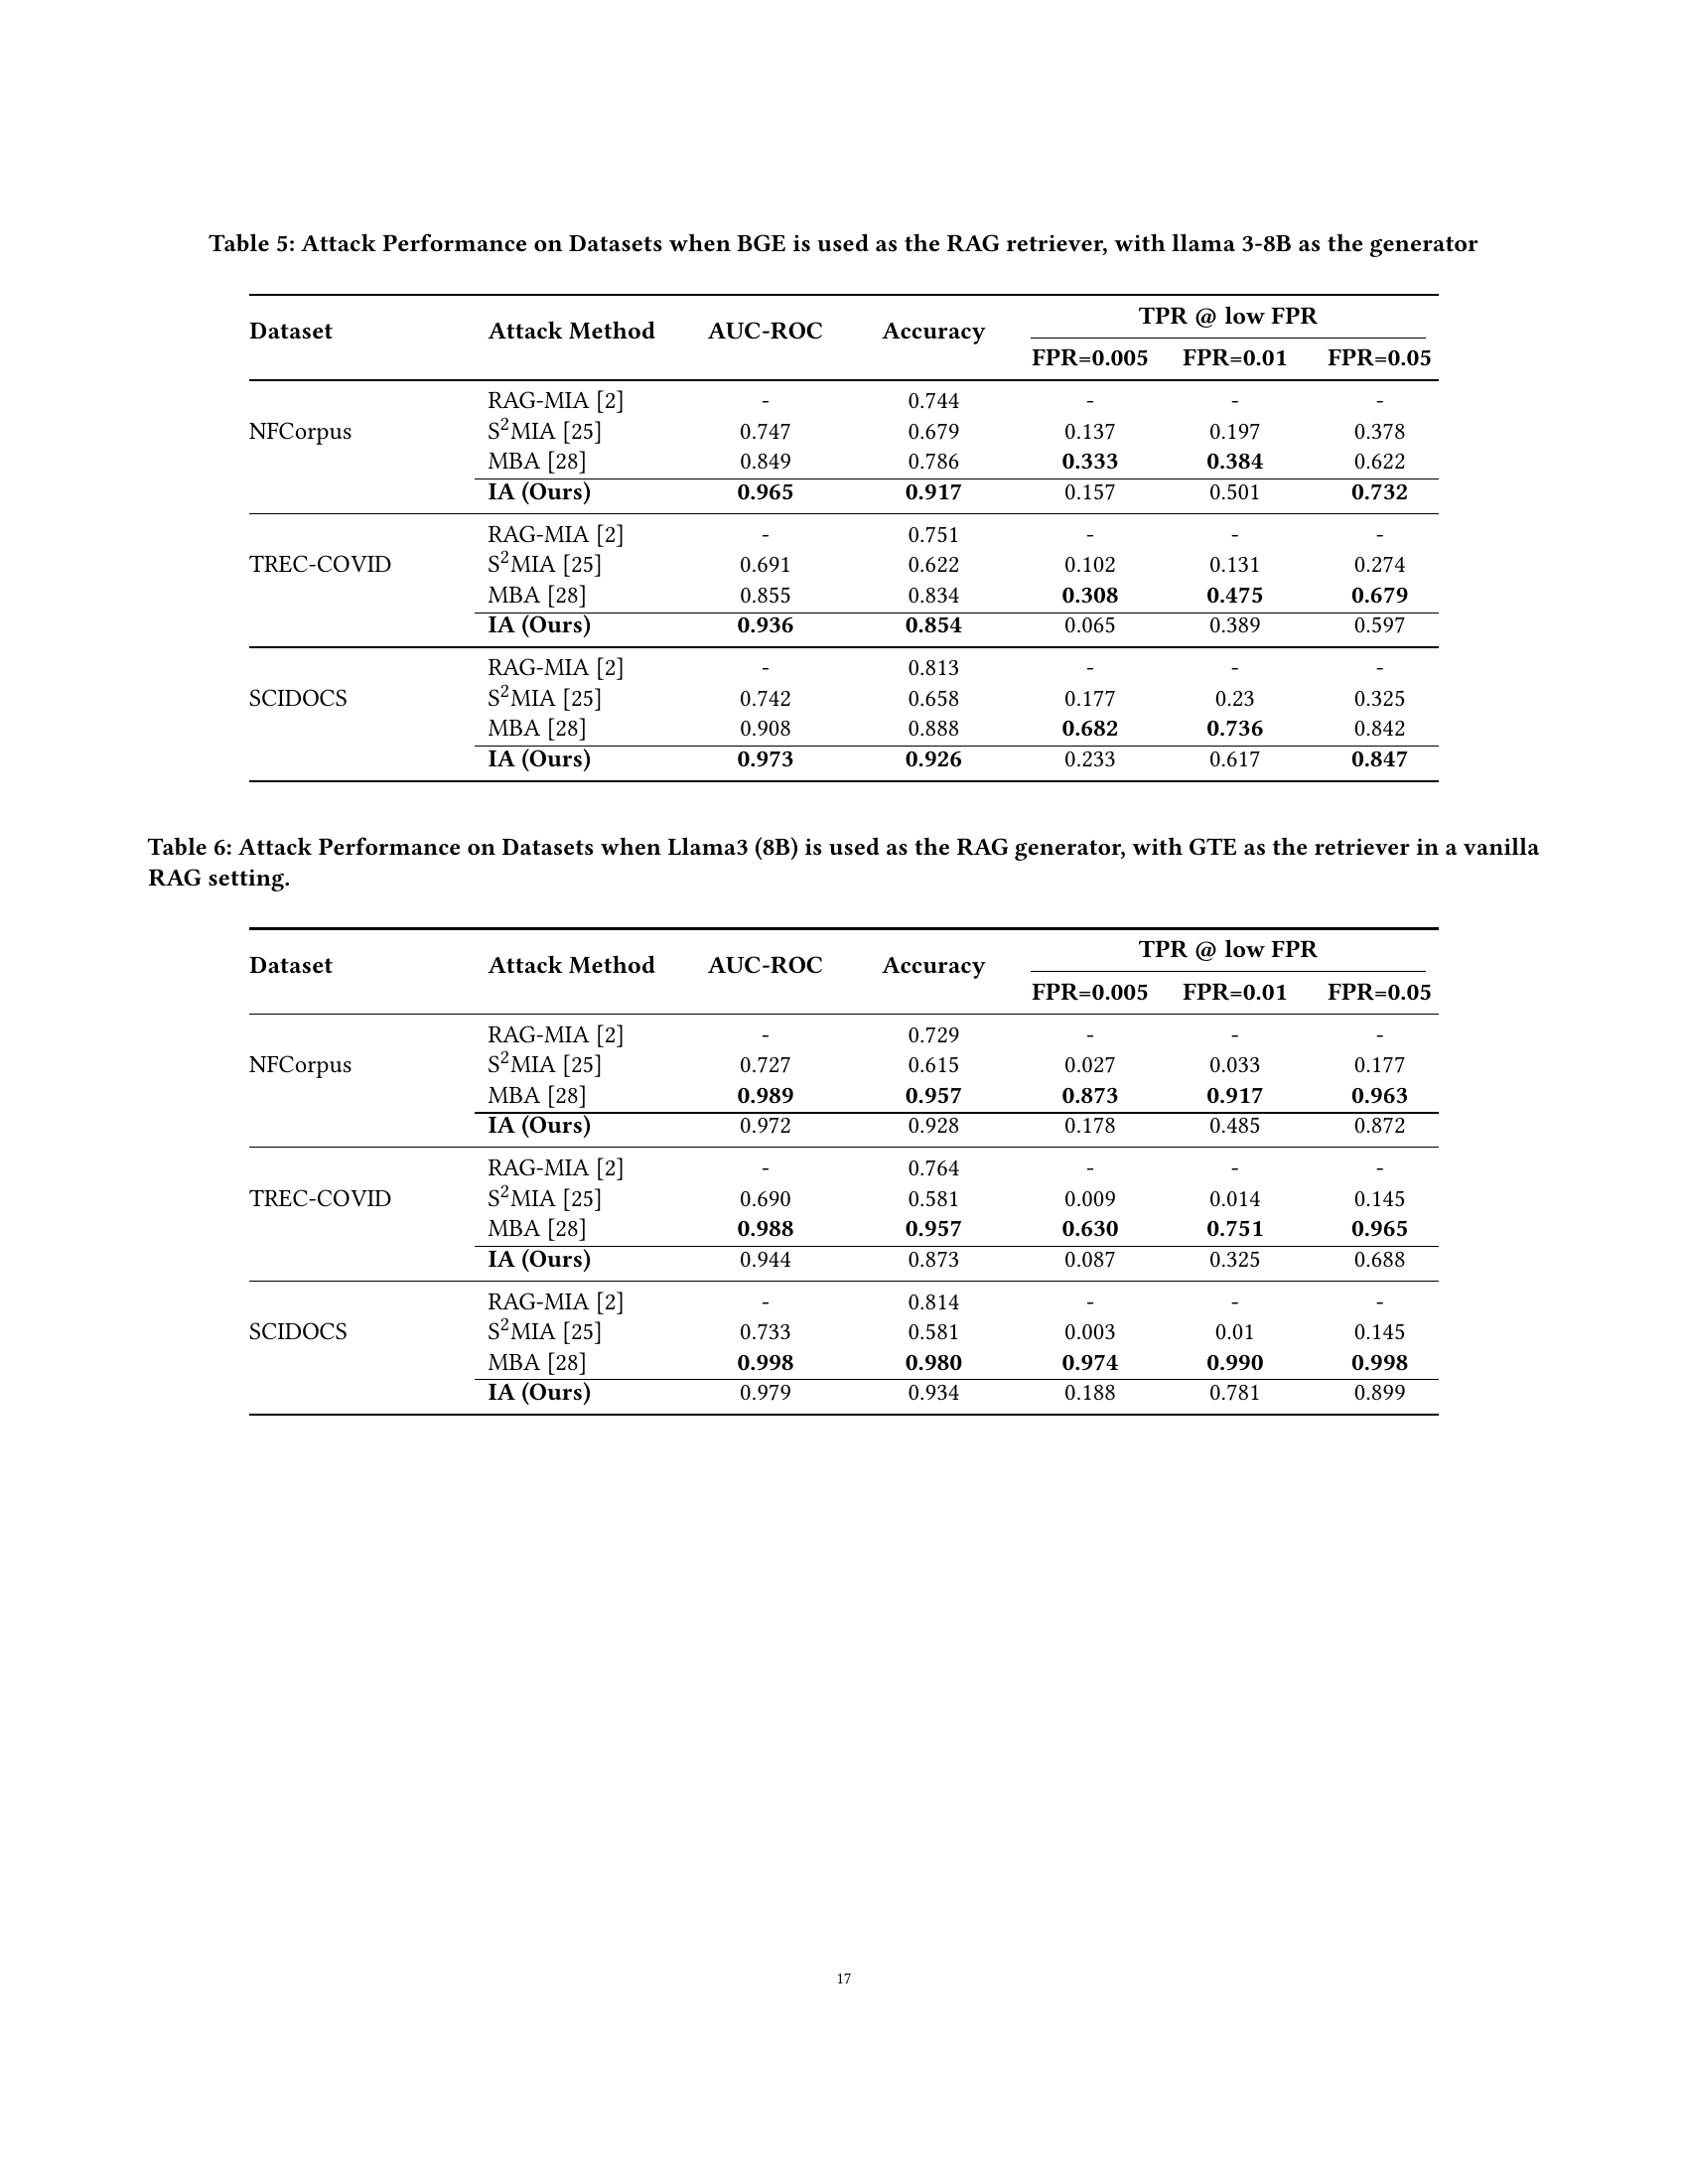 Table 5: Attack Performance on Datasets when BGE is used as the RAG retriever, with llama 3-8B as the generator
Dataset Attack Method AUC-ROC Accuracy TPR @ low FPR
FPR=0.005 FPR=0.01 FPR=0.05
RAG-MIA [2] - 0.744 - - -
NFCorpus S²MIA [25] 0.747 0.679 0.137 0.197 0.378
MBA [28] 0.849 0.786 0.333 0.384 0.622
IA (Ours) 0.965 0.917 0.157 0.501 0.732
RAG-MIA [2] - 0.751 - - -
TREC-COVID S²MIA [25] 0.691 0.622 0.102 0.131 0.274
MBA [28] 0.855 0.834 0.308 0.475 0.679
IA (Ours) 0.936 0.854 0.065 0.389 0.597
RAG-MIA [2] - 0.813 - - -
SCIDOCS S²MIA [25] 0.742 0.658 0.177 0.23 0.325
MBA [28] 0.908 0.888 0.682 0.736 0.842
IA (Ours) 0.973 0.926 0.233 0.617 0.847
Table 6: Attack Performance on Datasets when Llama3 (8B) is used as the RAG generator, with GTE as the retriever in a vanilla
RAG setting.
Dataset Attack Method AUC-ROC Accuracy TPR @ low FPR
FPR=0.005 FPR=0.01 FPR=0.05
RAG-MIA [2] - 0.729 - - -
NFCorpus S²MIA [25] 0.727 0.615 0.027 0.033 0.177
MBA [28] 0.989 0.957 0.873 0.917 0.963
IA (Ours) 0.972 0.928 0.178 0.485 0.872
RAG-MIA [2] - 0.764 - - -
TREC-COVID S²MIA [25] 0.690 0.581 0.009 0.014 0.145
MBA [28] 0.988 0.957 0.630 0.751 0.965
IA (Ours) 0.944 0.873 0.087 0.325 0.688
RAG-MIA [2] - 0.814 - - -
SCIDOCS S²MIA [25] 0.733 0.581 0.003 0.01 0.145
MBA [28] 0.998 0.980 0.974 0.990 0.998
IA (Ours) 0.979 0.934 0.188 0.781 0.899
17